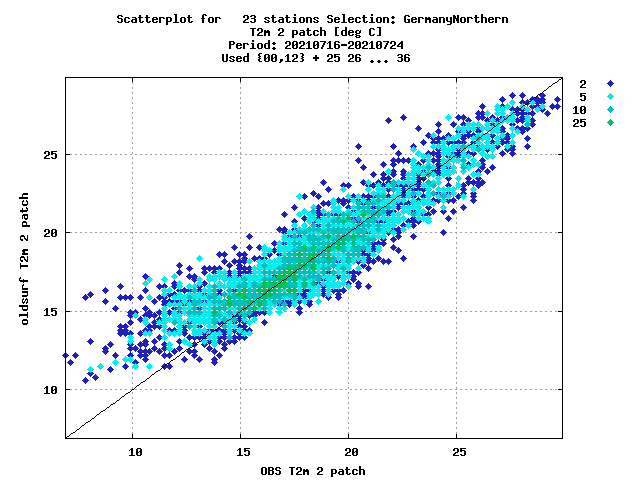 Scatterplot for 23 stations Selection: GermanyNorthern
T2m 2 patch [deg C]
Period: 20210716-20210724
Used {00,12} + 25 26 ... 36
2
5
10
25
25
20
15
10
oldsurf T2m 2 patch
10 15 20 25
OBS T2m 2 patch